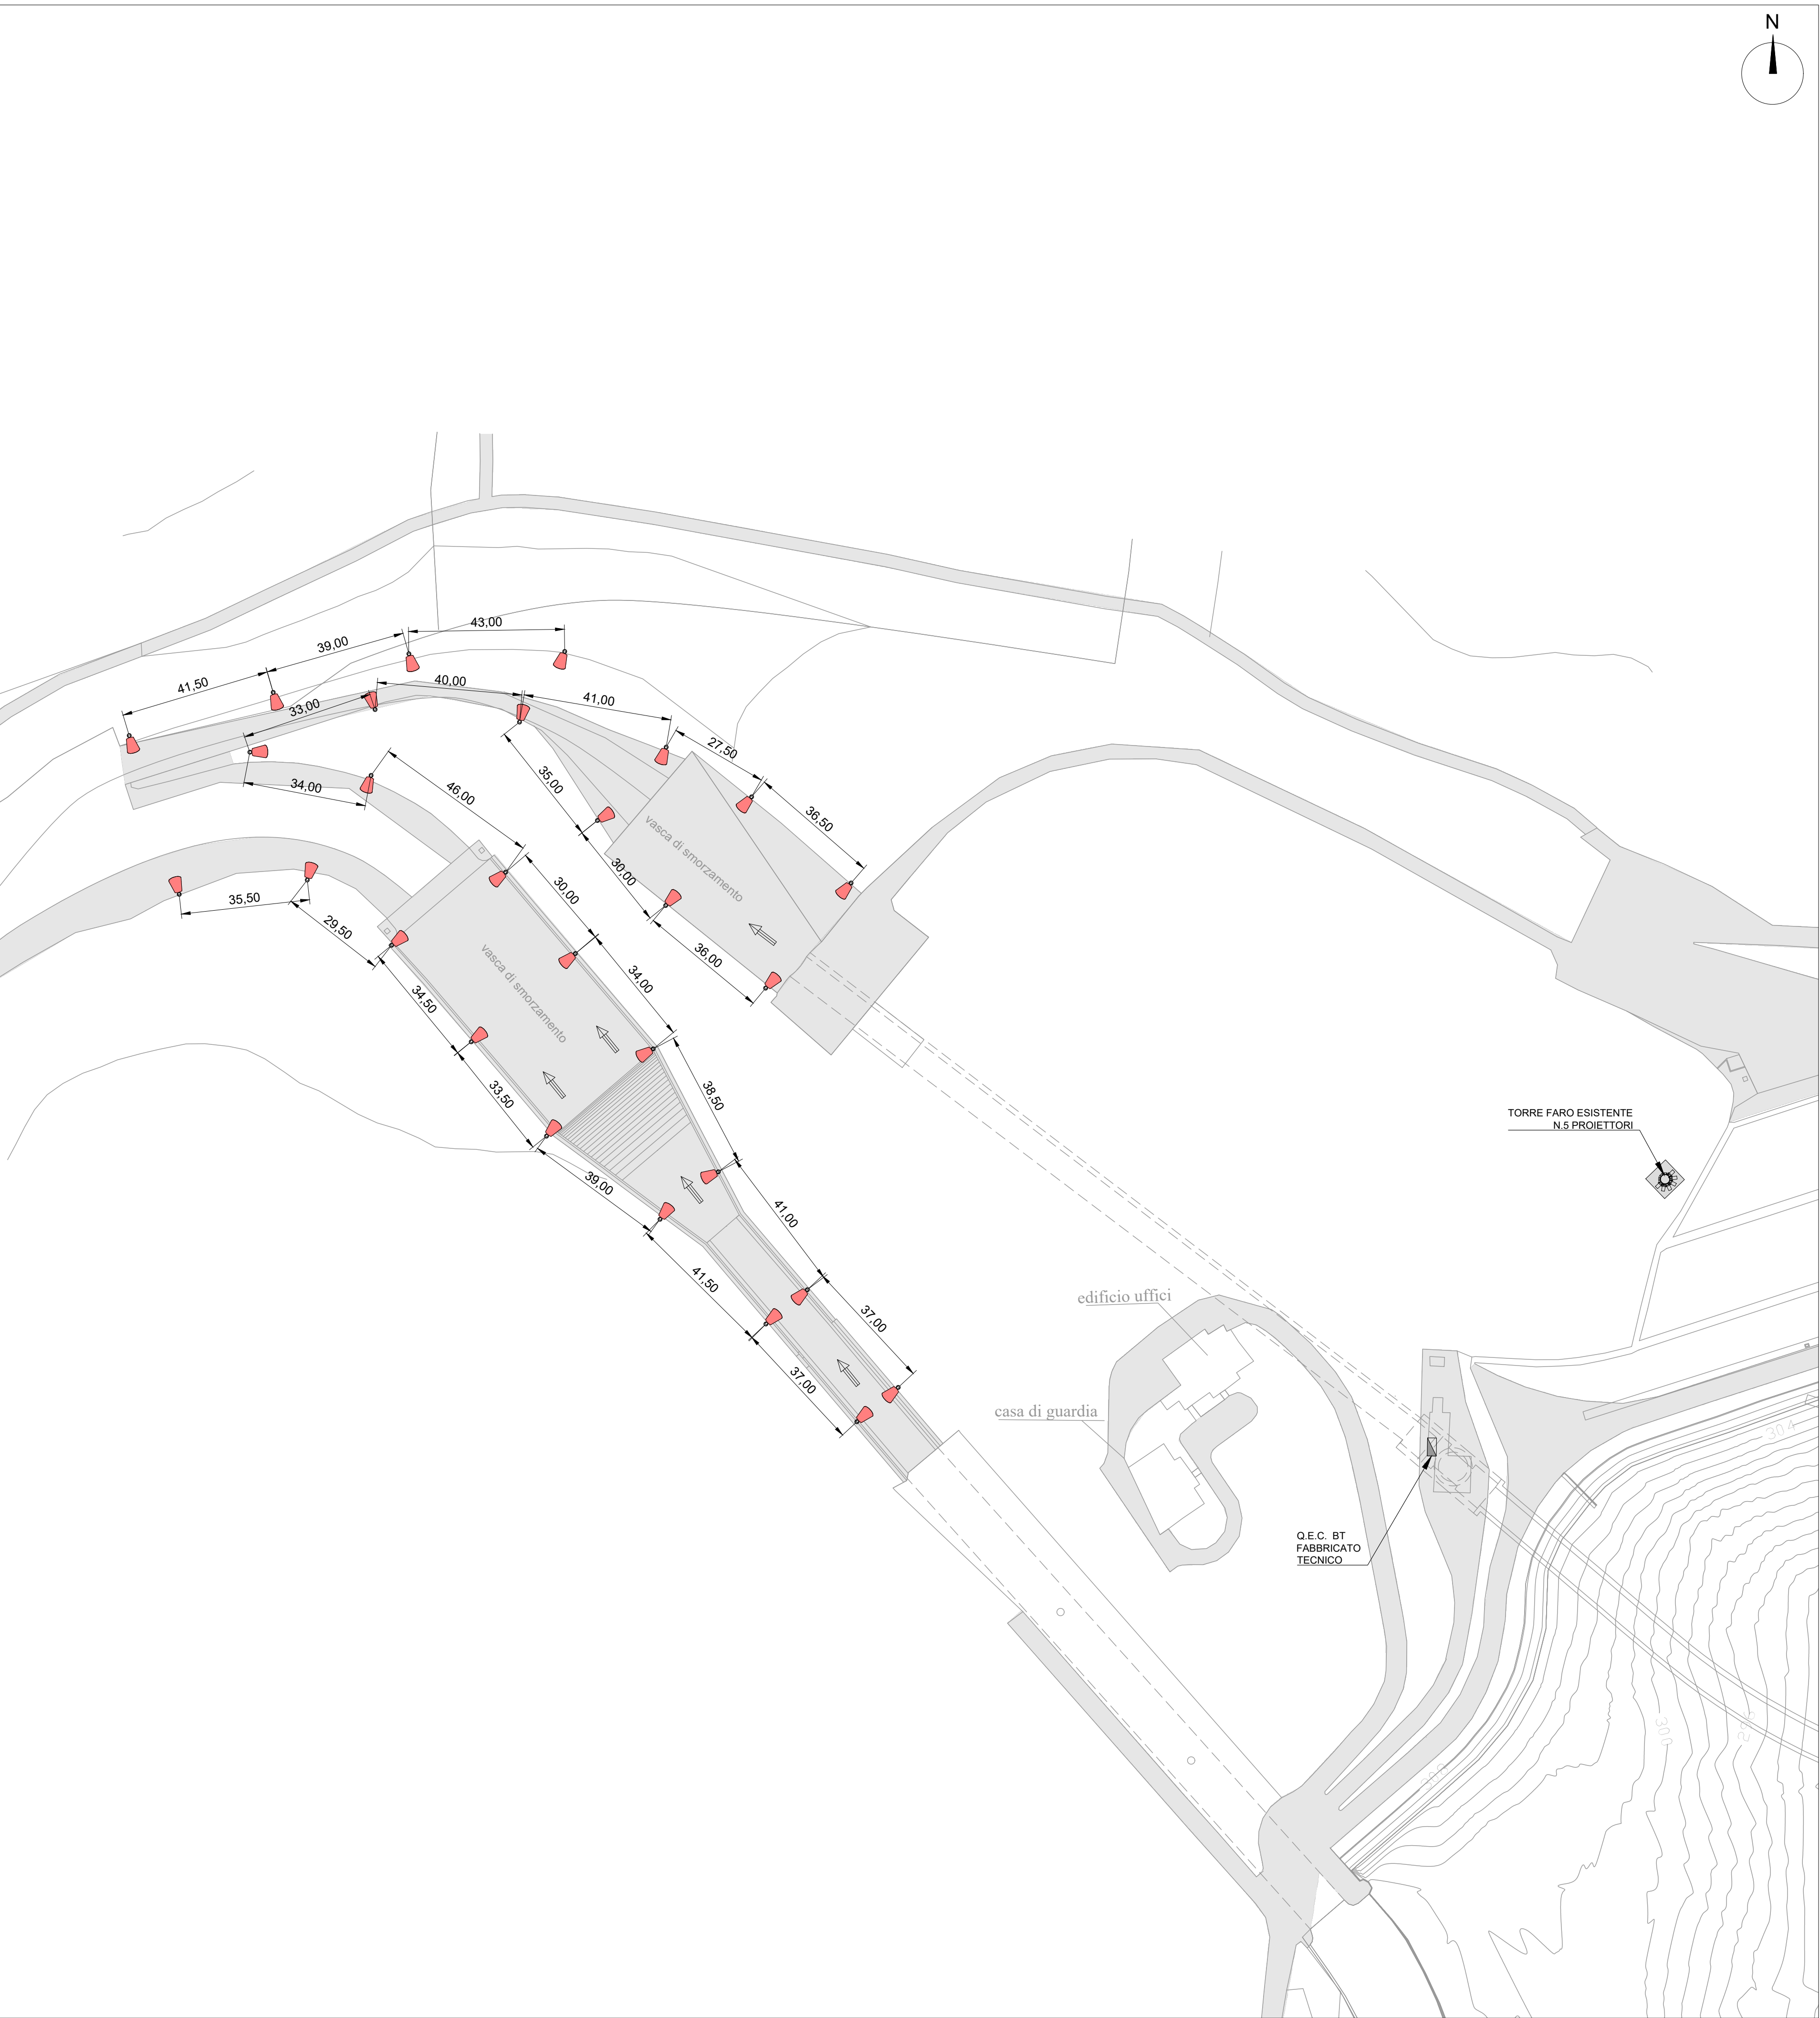 N
43,00
39,00
41,50
40,00
33,00
41,00
27,50
34,00
46,00
35,00
36,50
vasca di smorzamento
30,00
30,00
35,50
29,50
36,00
vasca di smorzamento
34,00
34,50
33,50
38,50
TORRE FARO ESISTENTE
N.5 PROIETTORI
39,00
41,00
41,50
edificio uffici
37,00
37,00
casa di guardia
304
Q.E.C. BT
FABBRICATO
TECNICO
300